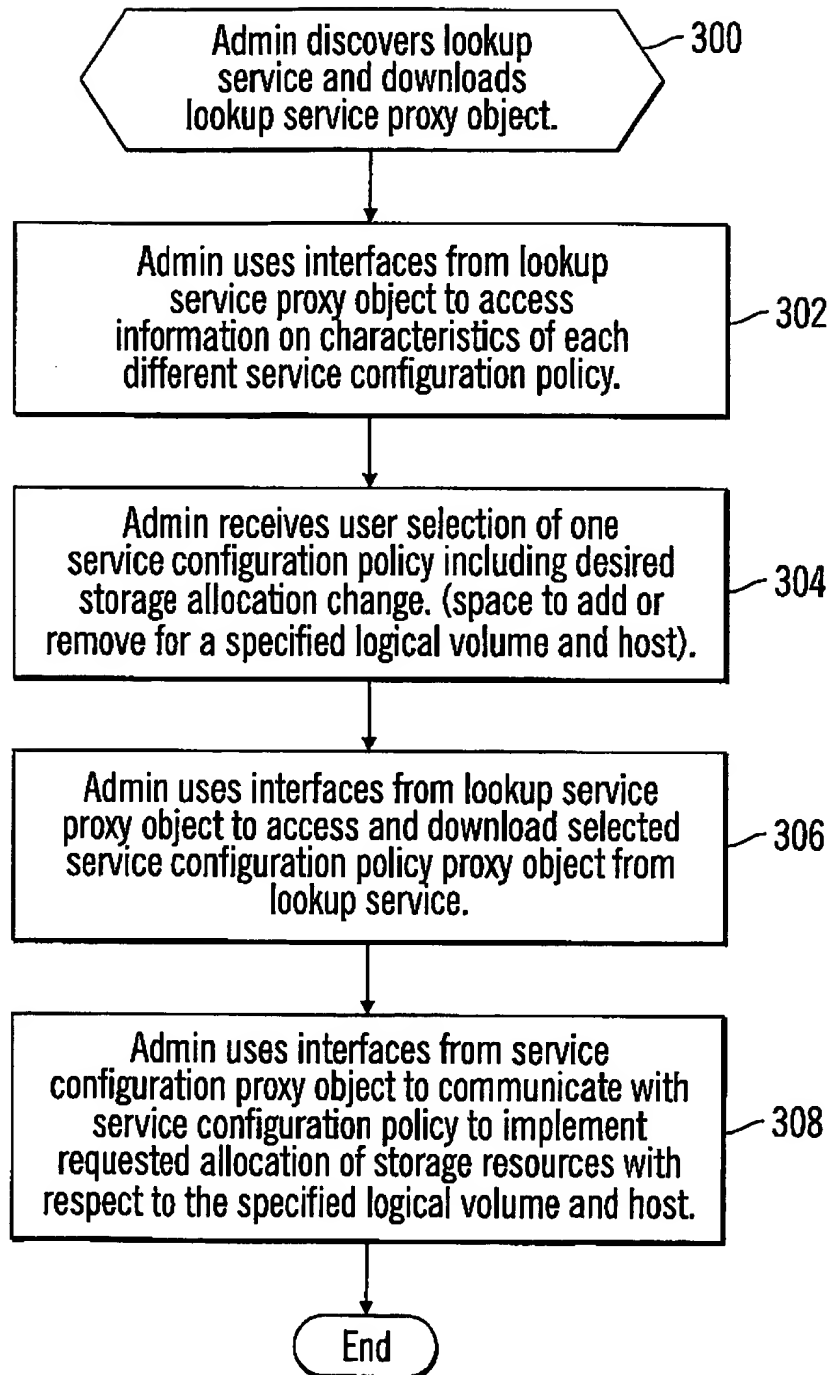 Admin discovers lookup
service and downloads
lookup service proxy object.
300
Admin uses interfaces from lookup
service proxy object to access
information on characteristics of each
different service configuration policy.
302
Admin receives user selection of one
service configuration policy including desired
storage allocation change. (space to add or
remove for a specified logical volume and host).
304
Admin uses interfaces from lookup service
proxy object to access and download selected
service configuration policy proxy object from
lookup service.
306
Admin uses interfaces from service
configuration proxy object to communicate with
service configuration policy to implement
requested allocation of storage resources with
respect to the specified logical volume and host.
308
End